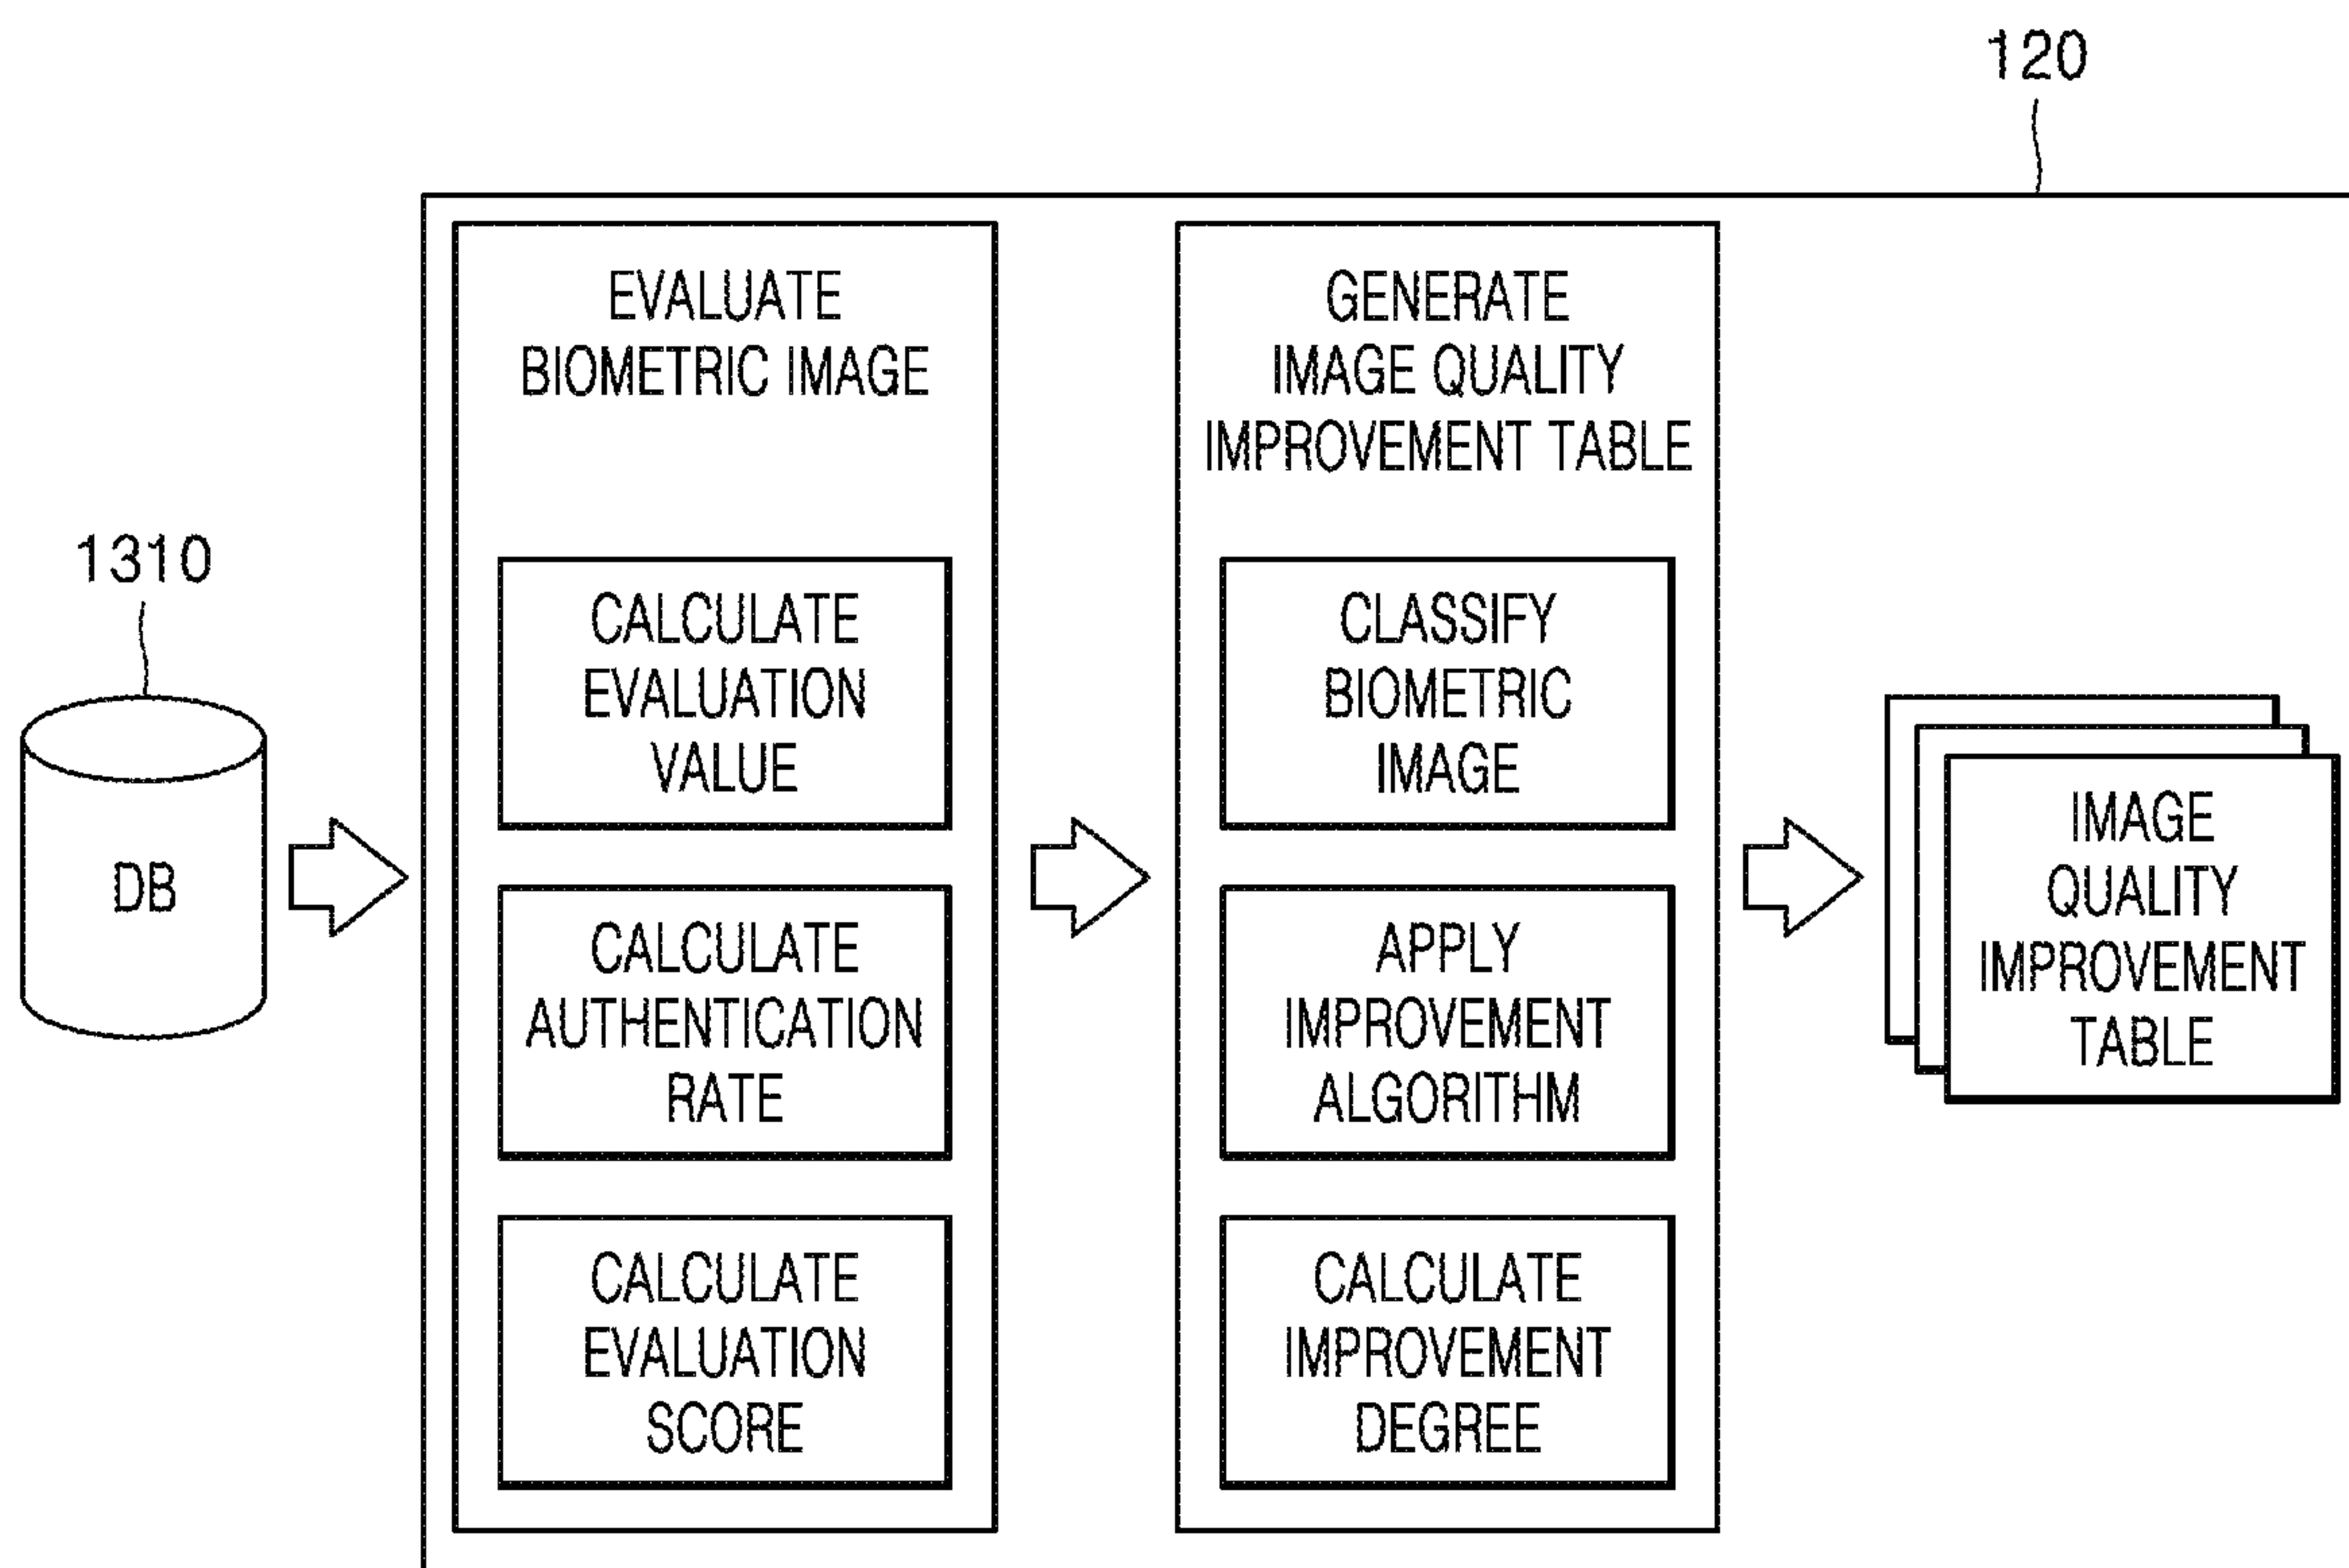 120
1310
DB
EVALUATE
BIOMETRIC IMAGE
CALCULATE
EVALUATION
VALUE
CALCULATE
AUTHENTICATION
RATE
CALCULATE
EVALUATION
SCORE
GENERATE
IMAGE QUALITY
IMPROVEMENT TABLE
CLASSIFY
BIOMETRIC
IMAGE
APPLY
IMPROVEMENT
ALGORITHM
CALCULATE
IMPROVEMENT
DEGREE
IMAGE
QUALITY
IMPROVEMENT
TABLE